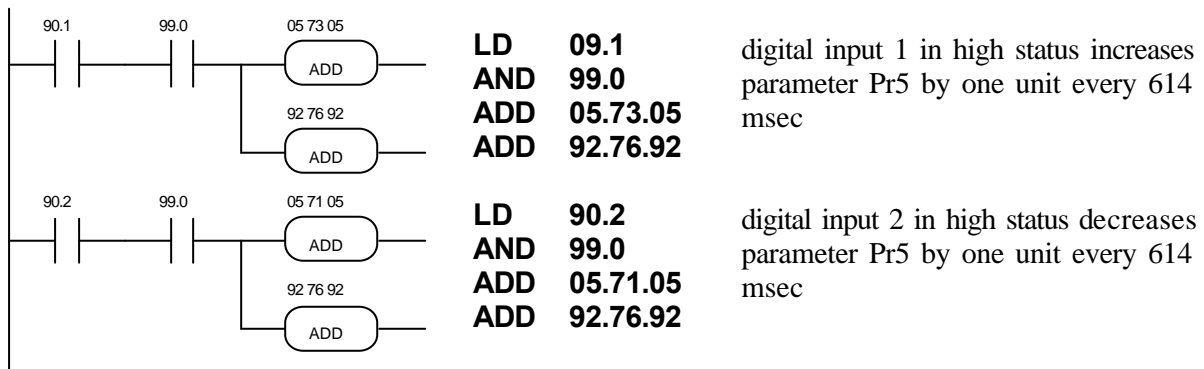 90.1 99.0 05 73 05
ADD
92 76 92
ADD
LD 09.1
AND 99.0
ADD 05.73.05
ADD 92.76.92
digital input 1 in high status increases
parameter Pr5 by one unit every 614
msec
90.2 99.0 05 71 05
ADD
92 76 92
ADD
LD 90.2
AND 99.0
ADD 05.71.05
ADD 92.76.92
digital input 2 in high status decreases
parameter Pr5 by one unit every 614
msec